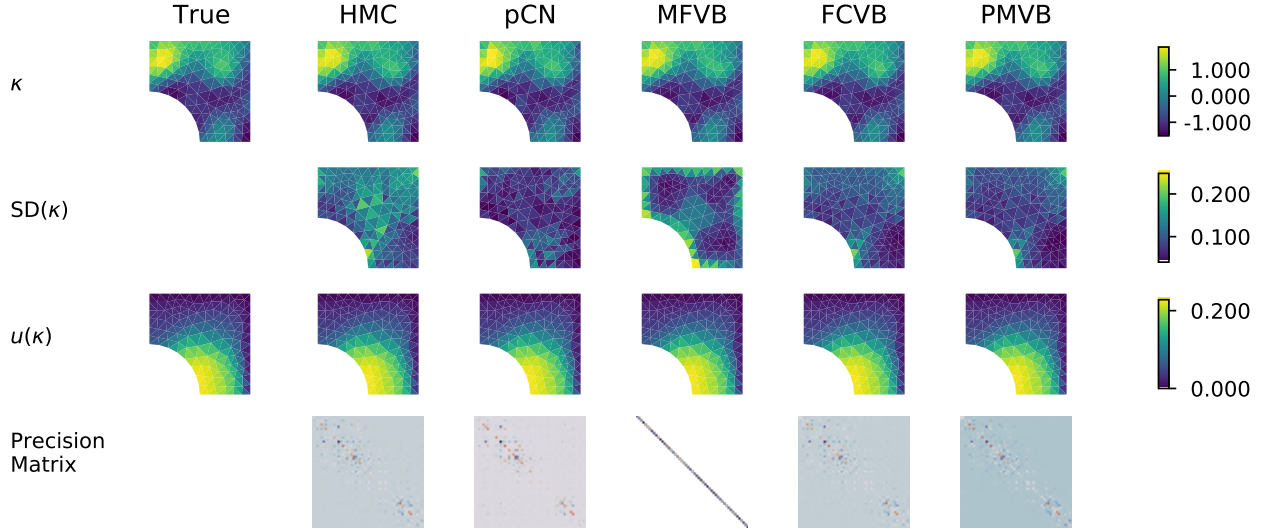 True HMC pCN MFVB FCVB PMVB
κ
1.000
0.000
-1.000
SD(κ)
0.200
0.100
u(κ)
0.200
0.000
Precision
Matrix